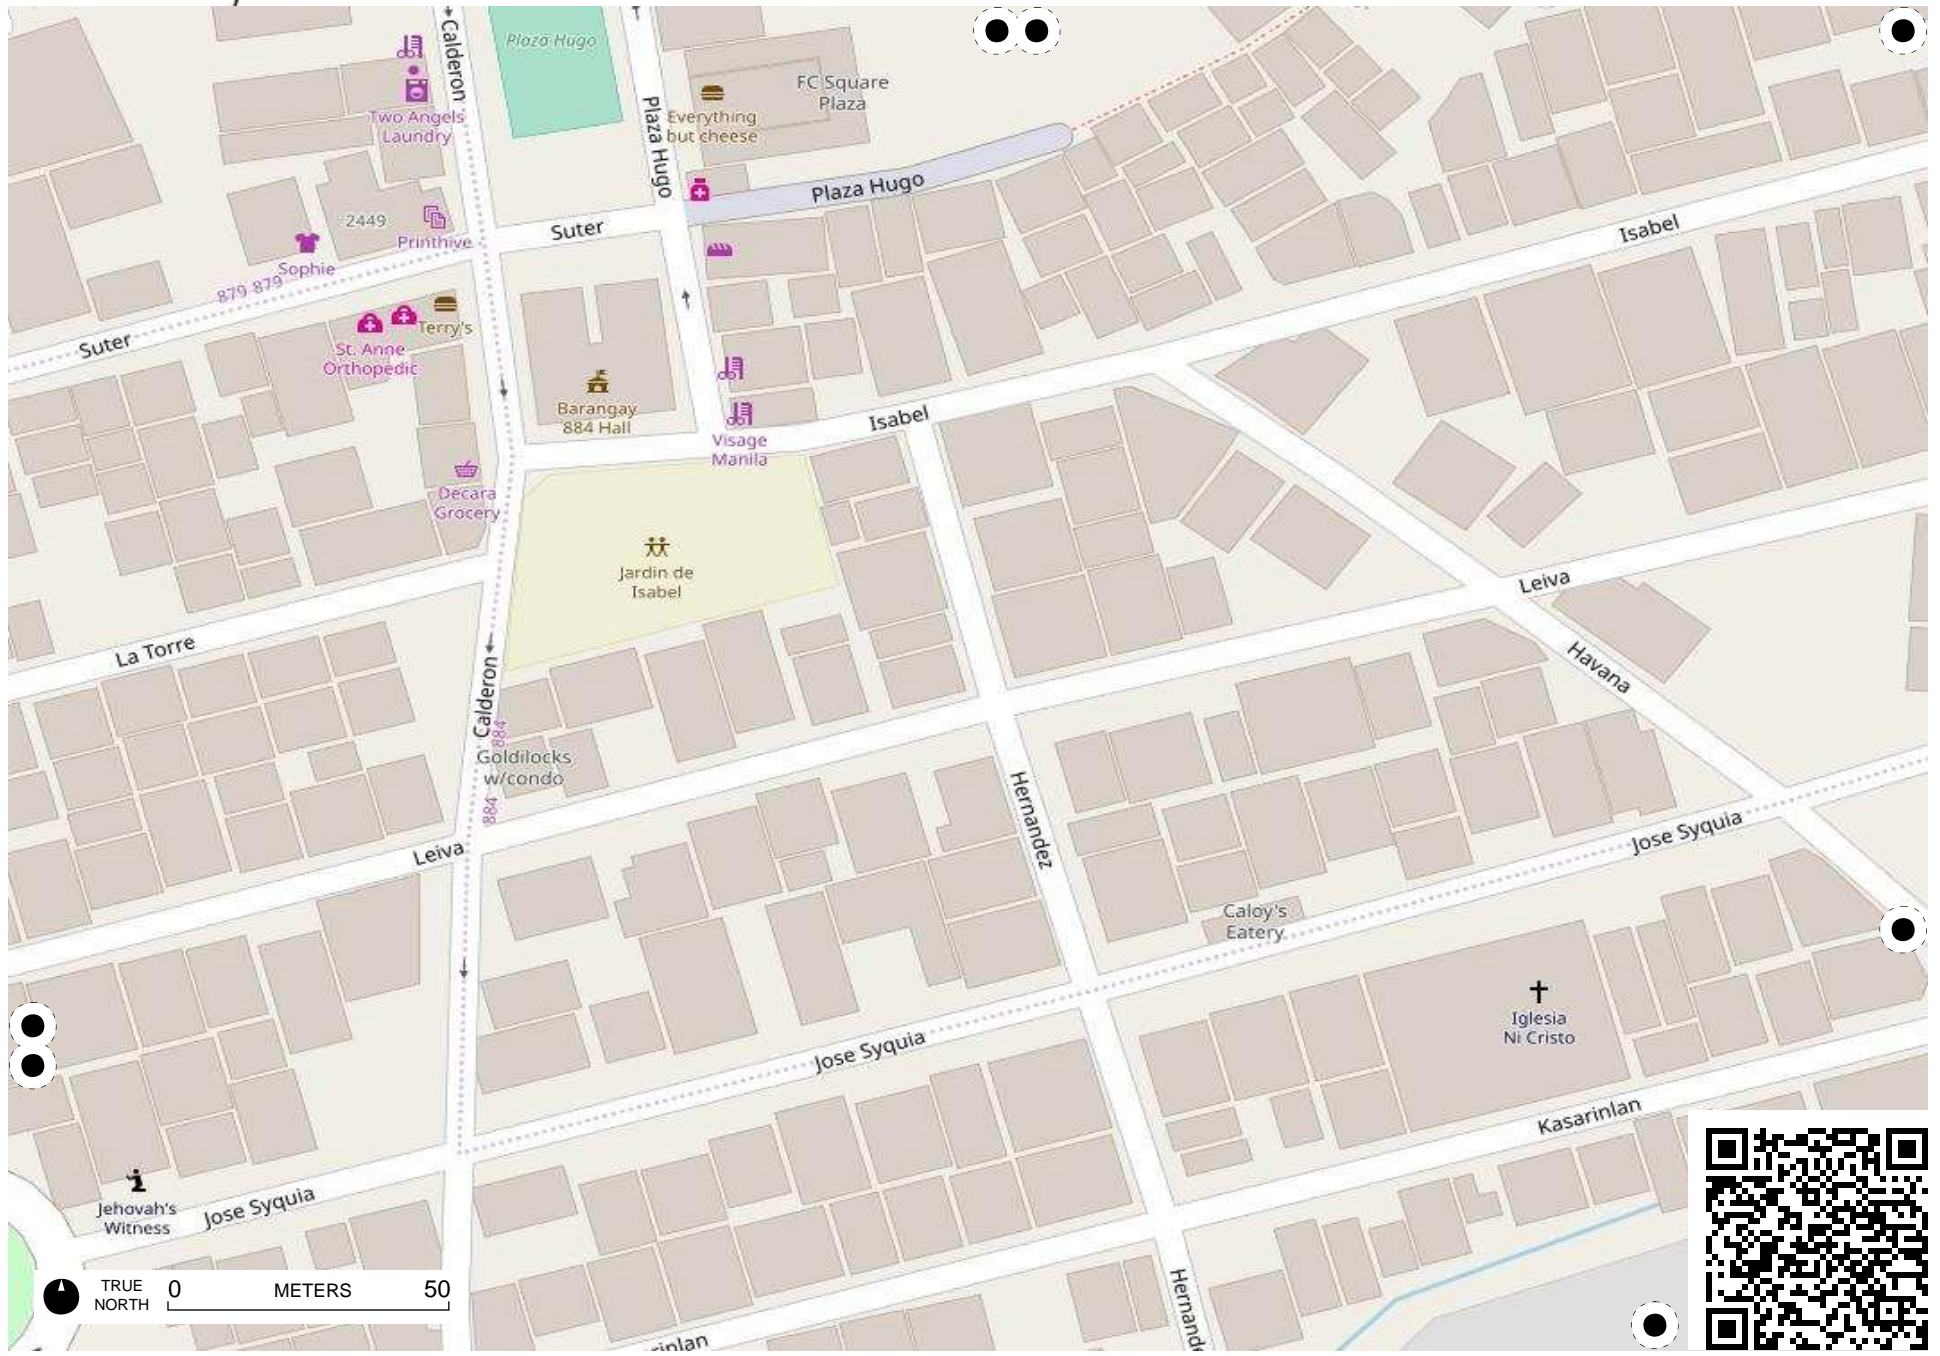 Calderon
Plaza Hugo
Plaza Hugo
FC Square
Plaza
Everything
but cheese
Two Angels
Laundry
Plaza Hugo
2449
Printhive
Sophie
Suter
Isabel
879 879
Suter
Terry's
St. Anne
Orthopedic
Barangay
884 Hall
Isabel
Visage
Manila
Decara
Grocery
Jardin de
Isabel
Leiva
La Torre
Havana
Calderon
884
Goldilocks
w/condo
884
Hernandez
Leiva
Jose Syquia
Caloy's
Eatery
Iglesia
Ni Cristo
Jose Syquia
Kasarinlan
Jehovah's
Witness
Jose Syquia
TRUE
NORTH
0 METERS 50
Hernande
rinlan